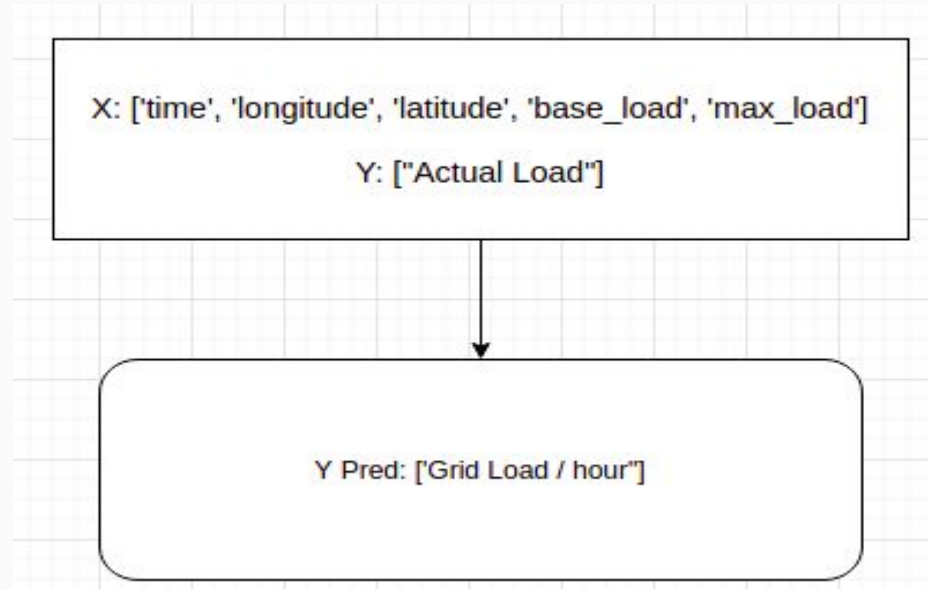 X: ['time', 'longitude', 'latitude', 'base_load', 'max_load']
Y: ["Actual Load"]
Y Pred: ['Grid Load / hour"]